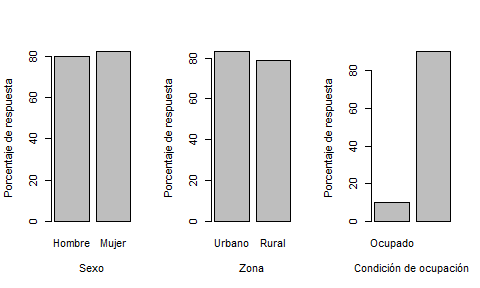 Porcentaje de respuesta
80
60
40
20
0
Hombre Mujer
Sexo
Porcentaje de respuesta
80
60
40
20
0
Urbano Rural
Zona
Porcentaje de respuesta
80
60
40
20
0
Ocupado
Condición de ocupación